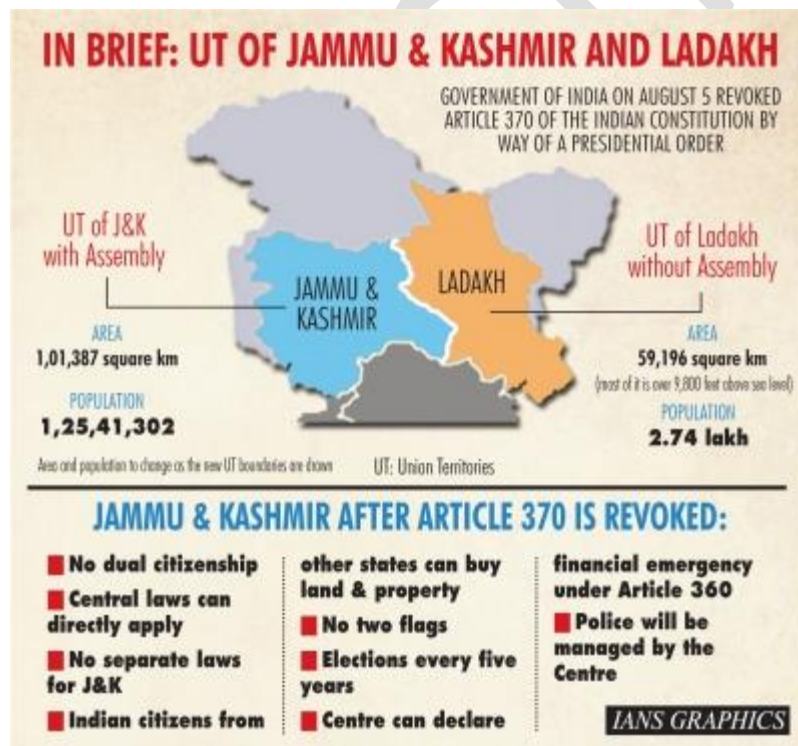 IN BRIEF: UT OF JAMMU & KASHMIR AND LADAKH
GOVERNMENT OF INDIA ON AUGUST 5 REVOKED
ARTICLE 370 OF THE INDIAN CONSTITUTION BY
WAY OF A PRESIDENTIAL ORDER
UT of J&K
with Assembly
AREA
1,01,387 square km
POPULATION
1,25,41,302
JAMMU &
KASHMIR
LADAKH
UT of Ladakh
without Assembly
AREA
59,196 square km
(most of it is over 9,800 feet above sea level)
POPULATION
2.74 lakh
Area and population to change as the new UT boundaries are drawn
UT: Union Territories
JAMMU & KASHMIR AFTER ARTICLE 370 IS REVOKED:
No dual citizenship
Central laws can
directly apply
No separate laws
for J&K
Indian citizens from
other states can buy
land & property
No two flags
Elections every five
years
Centre can declare
financial emergency
under Article 360
Police will be
managed by the
Centre
IANS GRAPHICS